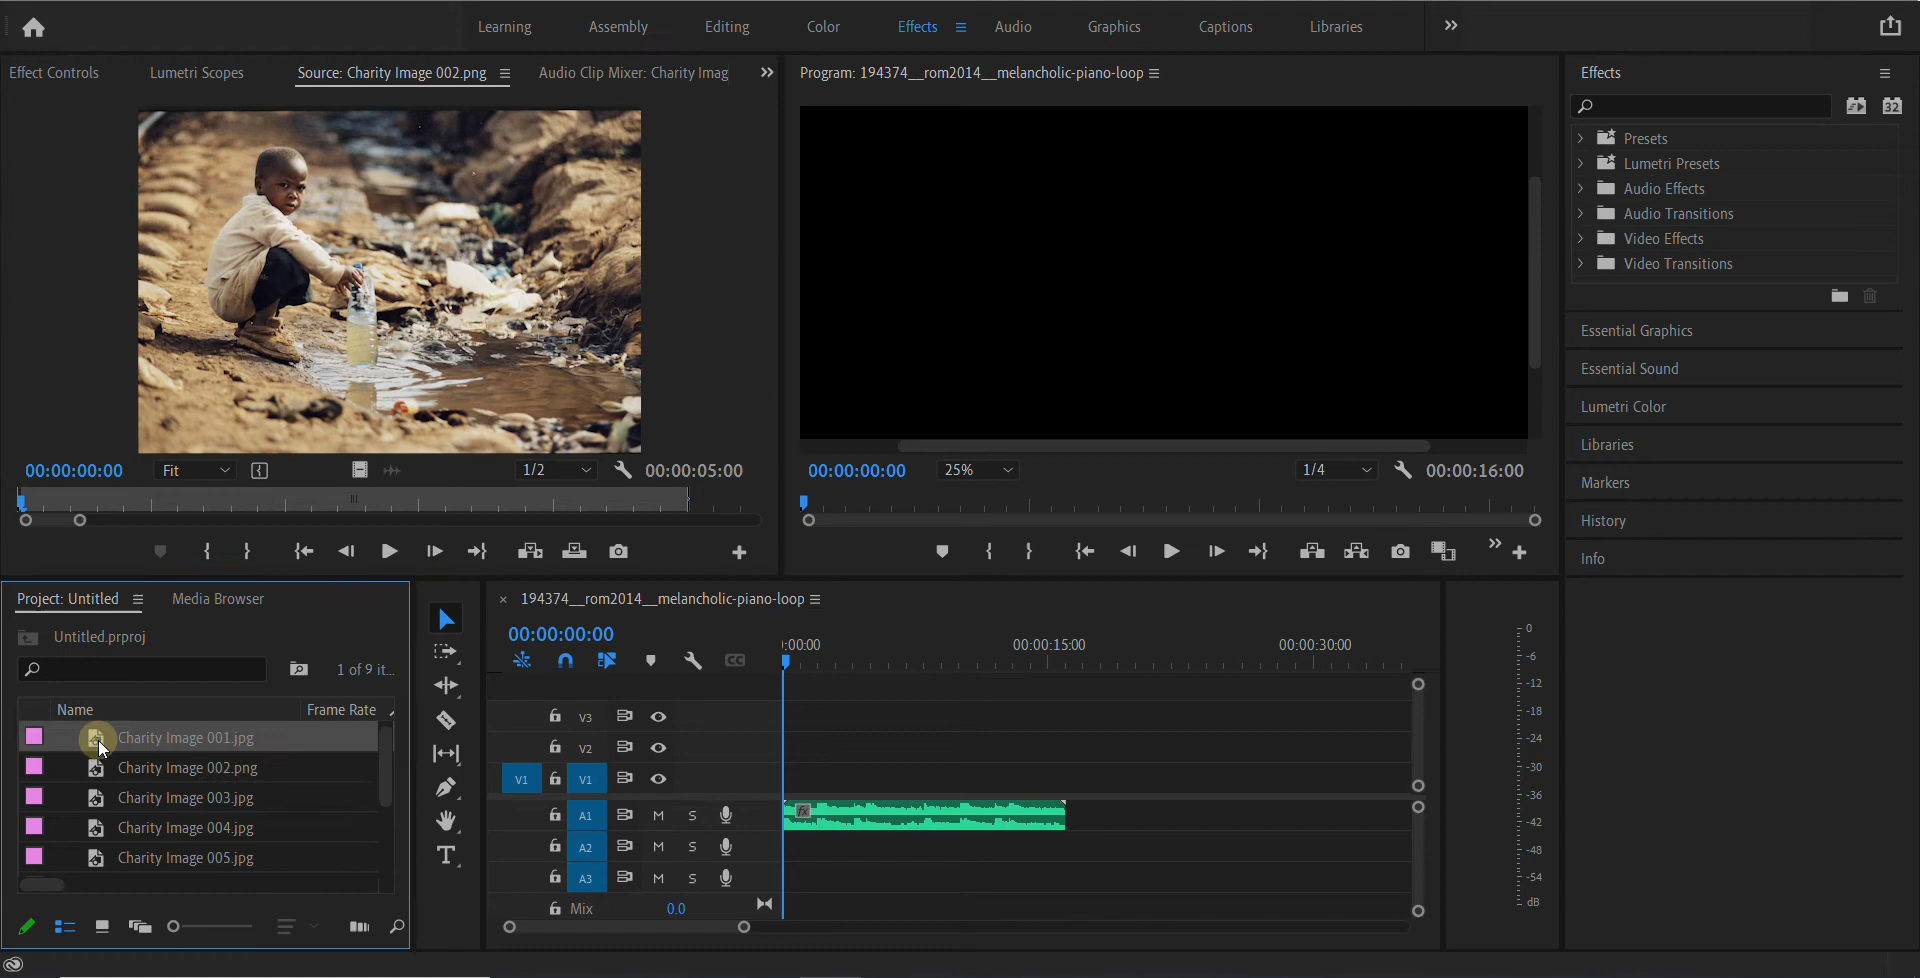 Learning
Assembly
Editing
Color
Effects
Audio
Graphics
Captions
Libraries
Effect Controls
Lumetri Scopes
Source: Charity Image 002.png
Audio Clip Mixer: Charity Imag
Program: 194374__rom2014__melancholic-piano-loop
Effects
32
Presets
Lumetri Presets
Audio Effects
Audio Transitions
Video Effects
Video Transitions
Essential Graphics
Essential Sound
Lumetri Color
Libraries
Markers
History
Info
00:00:00:00
Fit
1/2
00:00:05:00
00:00:00:00
25%
1/4
00:00:16:00
Project: Untitled
Media Browser
Untitled.prproj
1 of 9 it...
Name
Frame Rate
Charity Image 001.jpg
Charity Image 002.png
Charity Image 003.jpg
Charity Image 004.jpg
Charity Image 005.jpg
194374__rom2014__melancholic-piano-loop
00:00:00:00
:00:00
00:00:15:00
00:00:30:00
CC
V3
V2
V1
V1
A1
M
S
fx
A2
M
S
A3
M
S
Mix
0.0
0
-6
-12
-18
-24
-30
-36
-42
-48
-54
dB